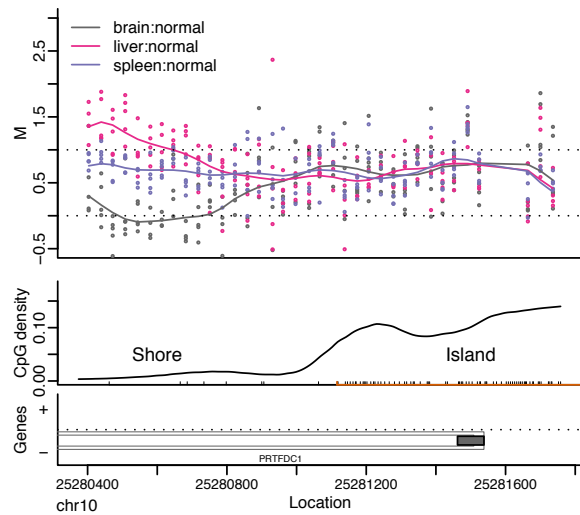 brain:normal
liver:normal
spleen:normal
M
2.5
1.5
0.5
−0.5
CpG density
0.10
0.00
Shore
Island
Genes
+
−
PRTFDC1
25280400 25280800 25281200 25281600
chr10
Location